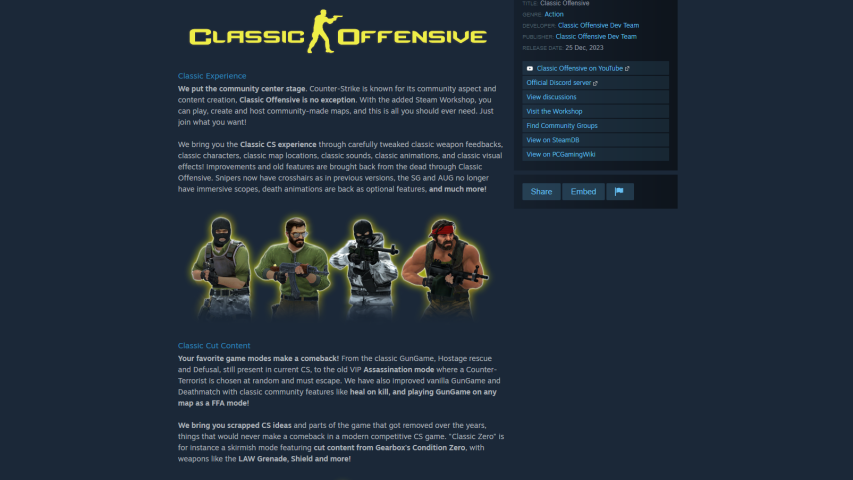 CLASSIC OFFENSIVE
Classic Experience
We put the community center stage. Counter-Strike is known for its community aspect and
content creation, Classic Offensive is no exception. With the added Steam Workshop, you
can play, create and host community-made maps, and this is all you should ever need. Just
join what you want!
We bring you the Classic CS experience through carefully tweaked classic weapon feedbacks,
classic characters, classic map locations, classic sounds, classic animations, and classic visual
effects! Improvements and old features are brought back from the dead through Classic
Offensive. Snipers now have crosshairs as in previous versions, the SG and AUG no longer
have immersive scopes, death animations are back as optional features, and much more!
Classic Cut Content
Your favorite game modes make a comeback! From the classic GunGame, Hostage rescue
and Defusal, still present in current CS, to the old VIP Assassination mode where a Counter-
Terrorist is chosen at random and must escape. We have also improved vanilla GunGame and
Deathmatch with classic community features like heal on kill, and playing GunGame on any
map as a FFA mode!
We bring you scrapped CS ideas and parts of the game that got removed over the years,
things that would never make a comeback in a modern competitive CS game. "Classic Zero" is
for instance a skirmish mode featuring cut content from Gearbox's Condition Zero, with
weapons like the LAW Grenade, Shield and more!
TITLE: Classic Offensive
GENRE: Action
DEVELOPER: Classic Offensive Dev Team
PUBLISHER: Classic Offensive Dev Team
RELEASE DATE: 25 Dec, 2023
Classic Offensive on YouTube
Official Discord server
View discussions
Visit the Workshop
Find Community Groups
View on SteamDB
View on PCGamingWiki
Share Embed